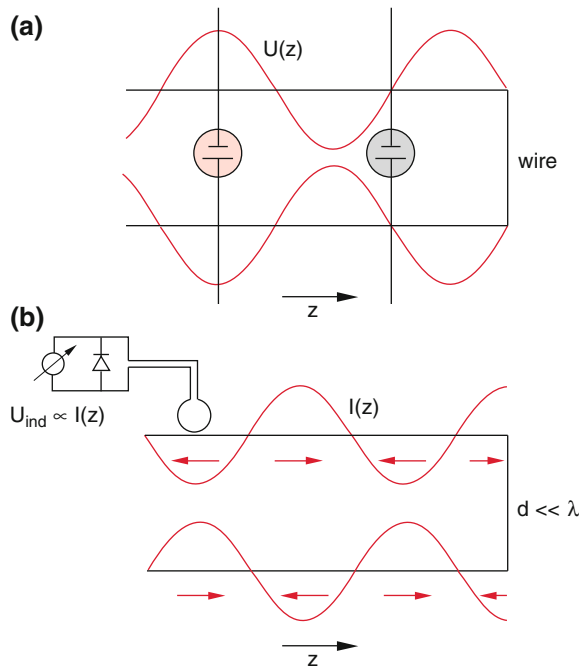 (a)
U(z)
wire
z
(b)
U_ind ∝ I(z)
I(z)
d << λ
z